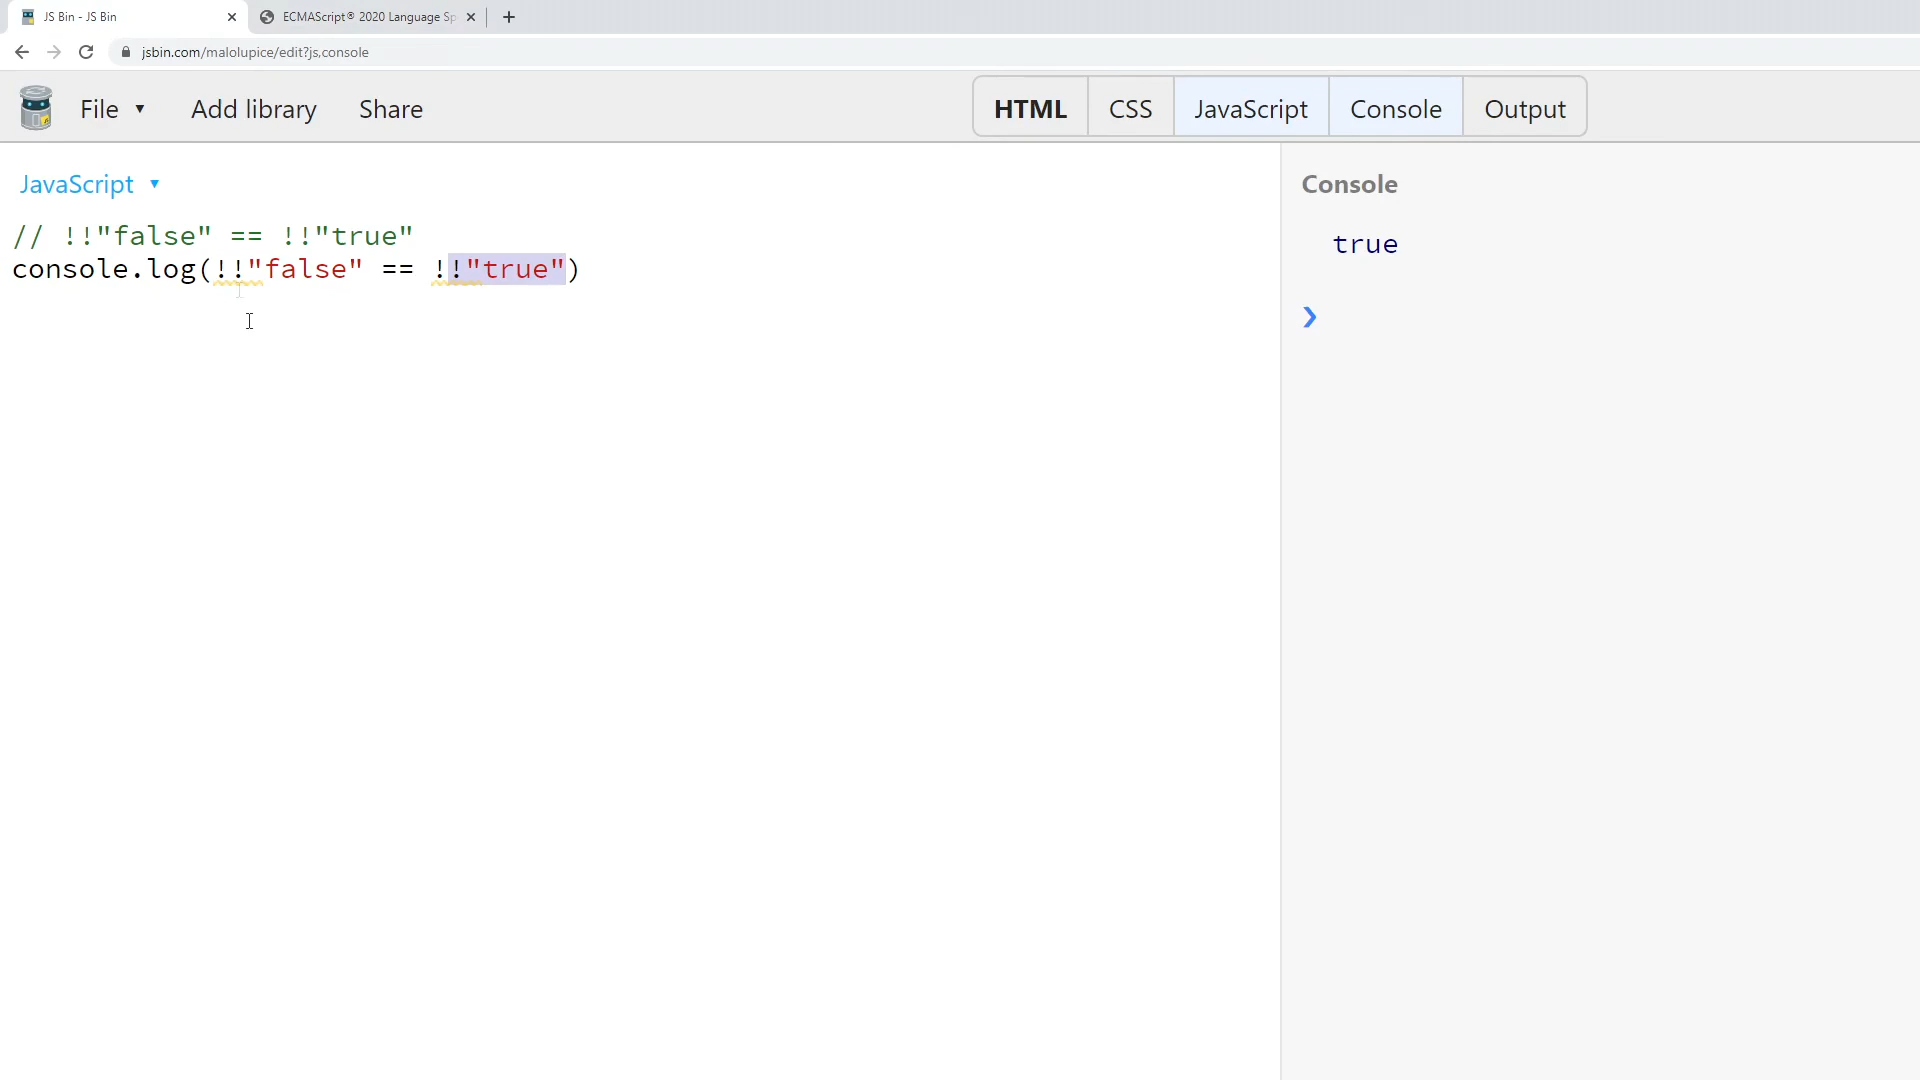 JS Bin - JS Bin
ECMAScript® 2020 Language Sp
jsbin.com/malolupice/edit?js,console
File ▼ Add library Share HTML CSS JavaScript Console Output
JavaScript ▼
// !!"false" == !!"true"
console.log(!!"false" == !!"true")
Console
true
❯